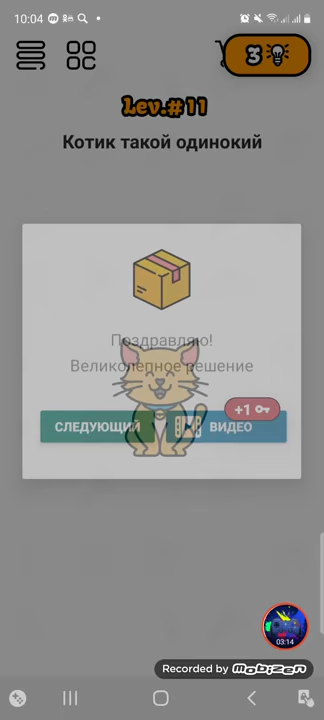 10:04
3
Lev.#11
Котик такой одинокий
Поздравляю!
Великолепное решение
+1
СЛЕДУЮЩИЙ
ВИДЕО
03:14
Recorded by mobizen